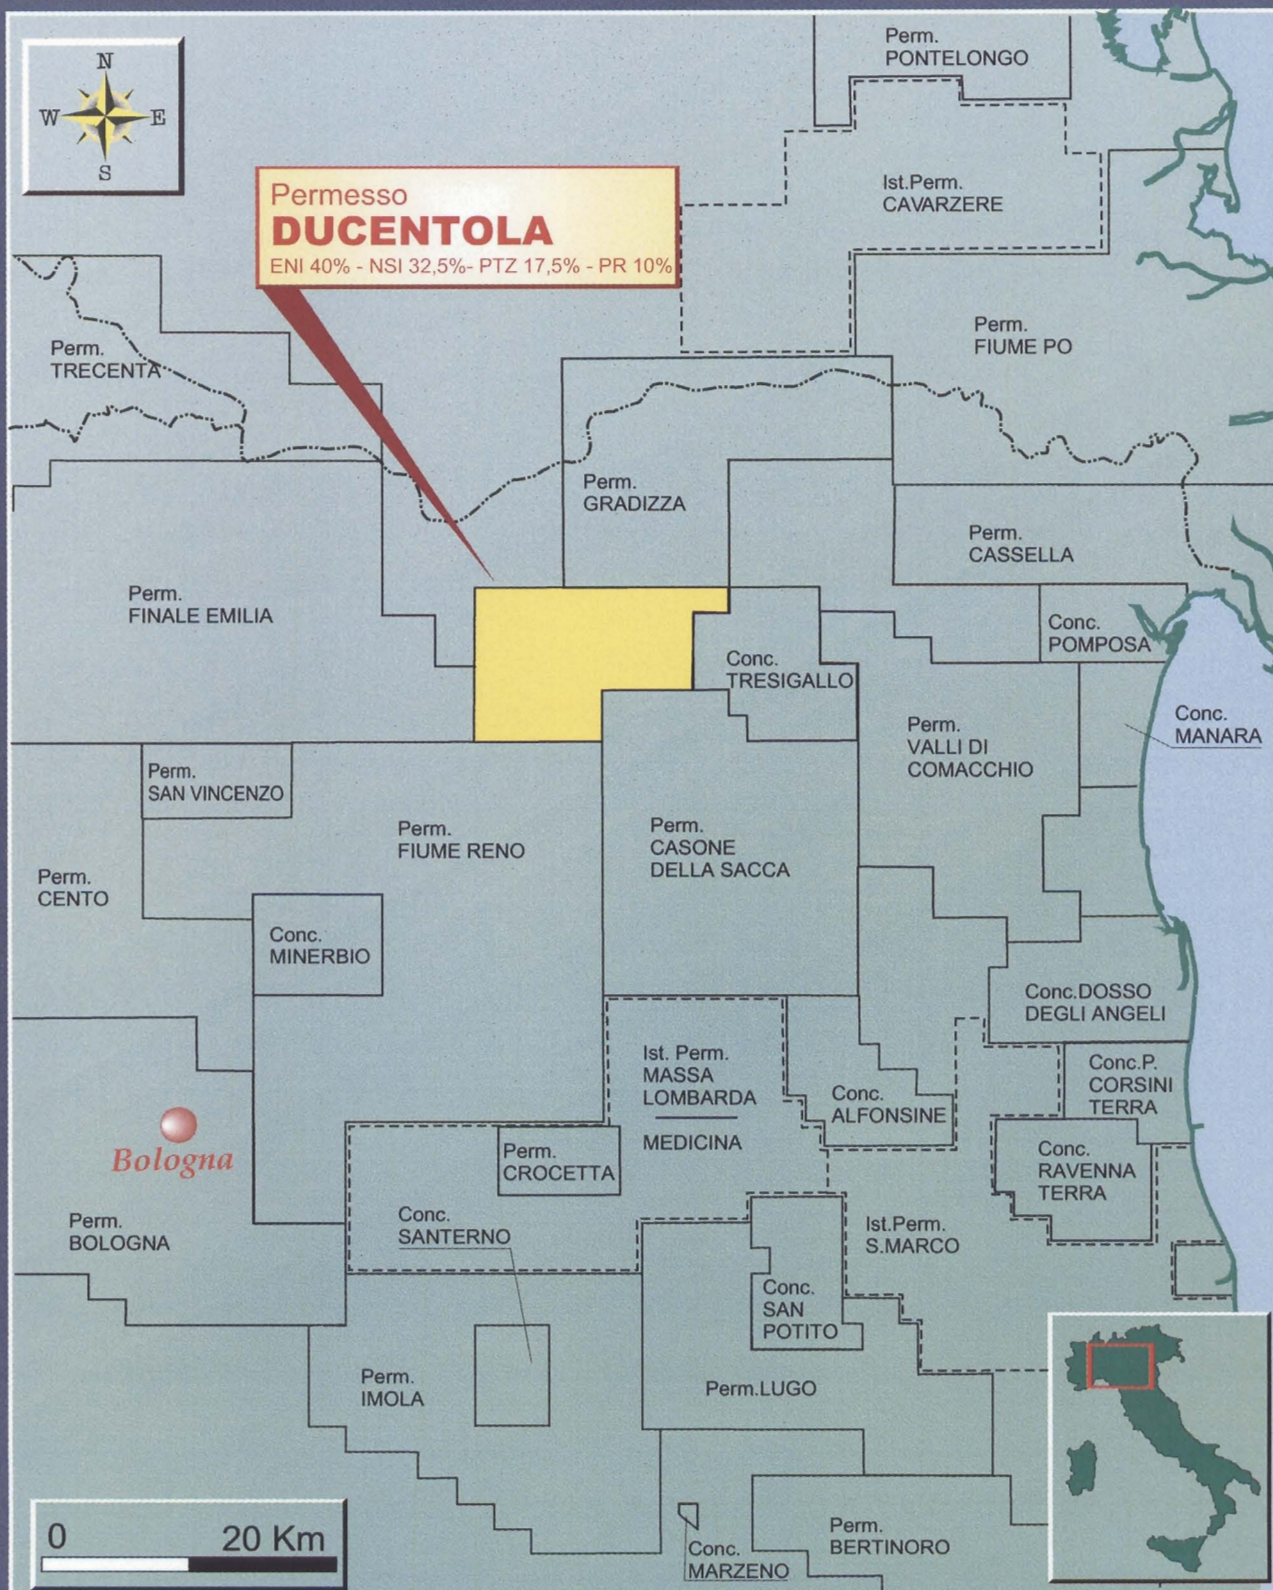 Perm.
PONTELONGO
N
W E
S
Permesso
DUCENTOLA
ENI 40% - NSI 32,5%- PTZ 17,5% - PR 10%
Ist.Perm.
CAVARZERE
Perm.
FIUME PO
Perm.
TRECENTA
Perm.
GRADIZZA
Perm.
CASSELLA
Perm.
FINALE EMILIA
Conc.
POMPOSA
Conc.
TRESIGALLO
Perm.
VALLI DI
COMACCHIO
Conc.
MANARA
Perm.
SAN VINCENZO
Perm.
FIUME RENO
Perm.
CASONE
DELLA SACCA
Perm.
CENTO
Conc.
MINERBIO
Conc.DOSSO
DEGLI ANGELI
Ist. Perm.
MASSA
LOMBARDA
MEDICINA
Conc.
ALFONSINE
Conc.P.
CORSINI
TERRA
Bologna
Perm.
CROCETTA
Conc.
RAVENNA
TERRA
Perm.
BOLOGNA
Conc.
SANTERNO
Ist.Perm.
S.MARCO
Conc.
SAN
POTITO
Perm.
IMOLA
Perm.LUGO
0 20 Km
Conc.
MARZENO
Perm.
BERTINORO